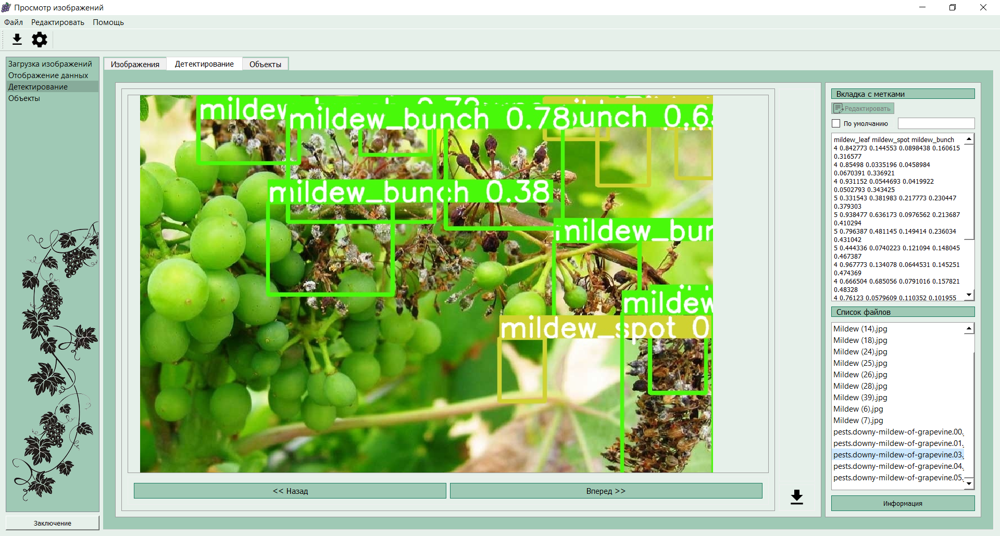 Просмотр изображений
Файл Редактировать Помощь
Загрузка изображений
Отображение данных
Детектирование
Объекты
Заключение
Изображения Детектирование Объекты
mildew_bunch 0.78
bunch 0.6
mildew_bunch 0.38
mildew_bun
mildew
mildew_spot 0
<< Назад
Вперед >>
Вкладка с метками
Редактировать
По умолчанию
mildew_leaf mildew_spot mildew_bunch
4 0.842773 0.144553 0.0898438 0.160615
0.316577
4 0.85498 0.0335196 0.0458984
0.0670391 0.336921
4 0.931152 0.0544693 0.0419922
0.0502793 0.343425
5 0.331543 0.381983 0.217773 0.230447
0.379303
5 0.938477 0.636173 0.0976562 0.213687
0.410294
5 0.796387 0.481145 0.149414 0.236034
0.431042
5 0.444336 0.0740223 0.121094 0.148045
0.467387
4 0.967773 0.134078 0.0644531 0.145251
0.474369
4 0.666504 0.685056 0.0791016 0.157821
0.48328
4 0.76123 0.0579609 0.110352 0.101955
Список файлов
Mildew (14).jpg
Mildew (18).jpg
Mildew (24).jpg
Mildew (25).jpg
Mildew (26).jpg
Mildew (28).jpg
Mildew (39).jpg
Mildew (6).jpg
Mildew (7).jpg
pests.downy-mildew-of-grapevine.00.
pests.downy-mildew-of-grapevine.01.
pests.downy-mildew-of-grapevine.03.
pests.downy-mildew-of-grapevine.04.
pests.downy-mildew-of-grapevine.05.
Информация